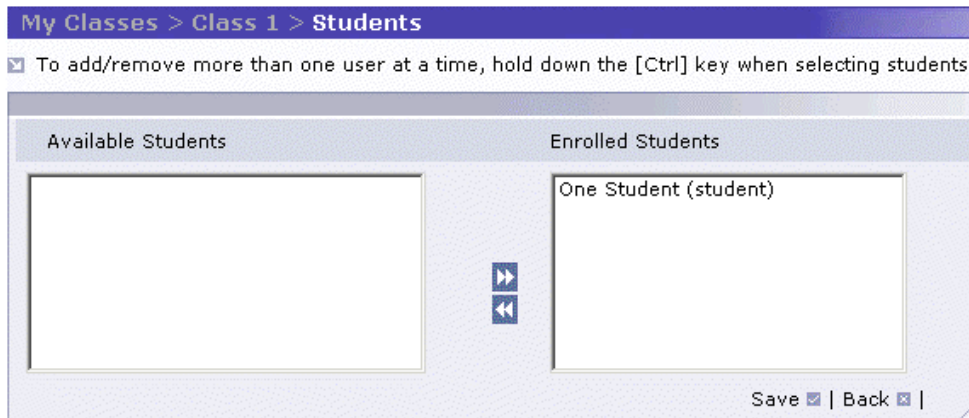 My Classes > Class 1 > Students
To add/remove more than one user at a time, hold down the [Ctrl] key when selecting students
Available Students Enrolled Students
One Student (student)
Save | Back |